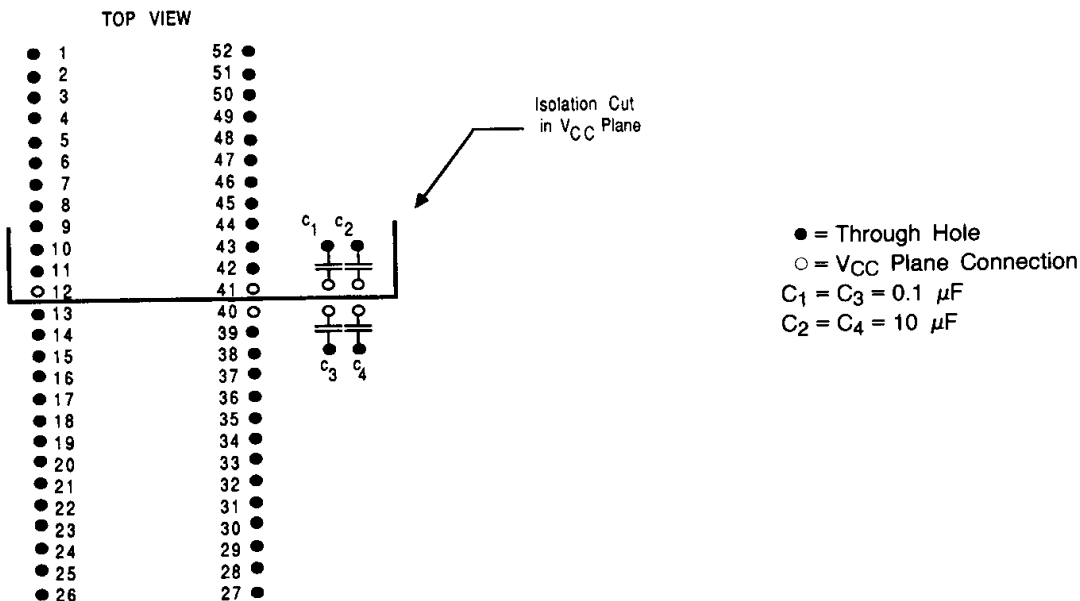 TOP VIEW
1 52
2 51
3 50
4 49
5 48
6 47
7 46
8 45
9 44
10 43
11 42
12 41
13 40
14 39
15 38
16 37
17 36
18 35
19 34
20 33
21 32
22 31
23 30
24 29
25 28
26 27
Isolation Cut
in VCC Plane
c1 c2
c3 c4
● = Through Hole
○ = VCC Plane Connection
C1 = C3 = 0.1 μF
C2 = C4 = 10 μF